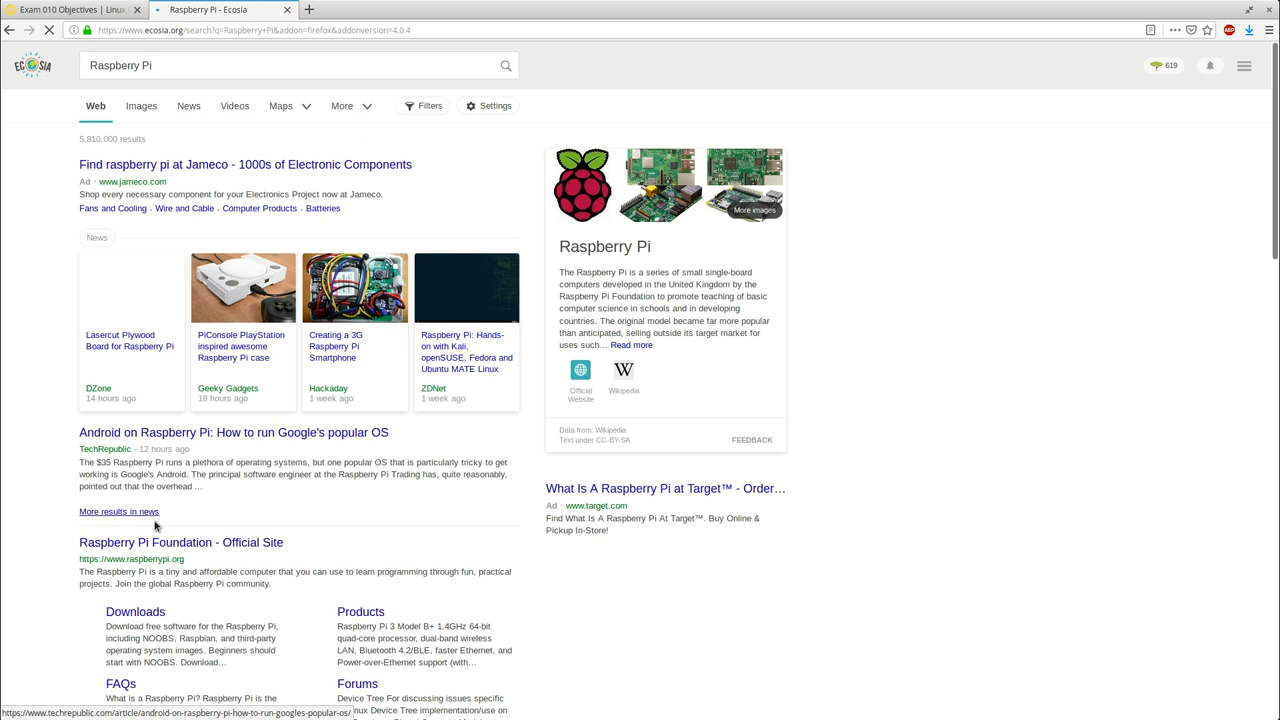 Exam 010 Objectives | Linux
Raspberry Pi - Ecosia
https://www.ecosia.org/search?q=Raspberry+Pi&addon=firefox&addonversion=4.0.4
ABP
ECOSIA
Raspberry Pi
619
Web
Images
News
Videos
Maps
More
Filters
Settings
5,810,000 results
Find raspberry pi at Jameco - 1000s of Electronic Components
Ad · www.jameco.com
Shop every necessary component for your Electronics Project now at Jameco.
Fans and Cooling . Wire and Cable . Computer Products . Batteries
News
Lasercut Plywood
Board for Raspberry Pi
DZone
14 hours ago
PiConsole PlayStation
inspired awesome
Raspberry Pi case
Geeky Gadgets
18 hours ago
Creating a 3G
Raspberry Pi
Smartphone
Hackaday
1 week ago
Raspberry Pi: Hands-
on with Kali,
openSUSE, Fedora and
Ubuntu MATE Linux
ZDNet
1 week ago
Android on Raspberry Pi: How to run Google's popular OS
TechRepublic - 12 hours ago
The $35 Raspberry Pi runs a plethora of operating systems, but one popular OS that is particularly tricky to get
working is Google's Android. The principal software engineer at the Raspberry Pi Trading has, quite reasonably,
pointed out that the overhead ...
More results in news
Raspberry Pi Foundation - Official Site
https://www.raspberrypi.org
The Raspberry Pi is a tiny and affordable computer that you can use to learn programming through fun, practical
projects. Join the global Raspberry Pi community.
Downloads
Download free software for the Raspberry Pi,
including NOOBS, Raspbian, and third-party
operating system images. Beginners should
start with NOOBS. Download...
Products
Raspberry Pi 3 Model B+ 1.4GHz 64-bit
quad-core processor, dual-band wireless
LAN, Bluetooth 4.2/BLE, faster Ethernet, and
Power-over-Ethernet support (with...
FAQs
What is a Raspberry Pi? Raspberry Pi is the
Forums
Device Tree For discussing issues specific
nux Device Tree implementation/use on
https://www.techrepublic.com/article/android-on-raspberry-pi-how-to-run-googles-popular-os/
More images
Raspberry Pi
The Raspberry Pi is a series of small single-board
computers developed in the United Kingdom by the
Raspberry Pi Foundation to promote teaching of basic
computer science in schools and in developing
countries. The original model became far more popular
than anticipated, selling outside its target market for
uses such... Read more
Official
Website
W
Wikipedia
Data from: Wikipedia
Text under CC-BY-SA
FEEDBACK
What Is A Raspberry Pi at Target™ - Order…
Ad · www.target.com
Find What Is A Raspberry Pi At Target™. Buy Online &
Pickup In-Store!